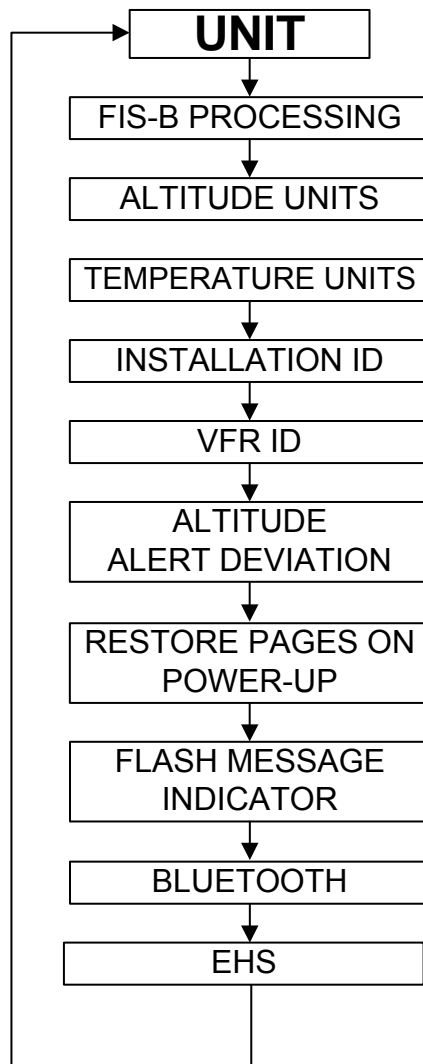 UNIT
FIS-B PROCESSING
ALTITUDE UNITS
TEMPERATURE UNITS
INSTALLATION ID
VFR ID
ALTITUDE
ALERT DEVIATION
RESTORE PAGES ON
POWER-UP
FLASH MESSAGE
INDICATOR
BLUETOOTH
EHS